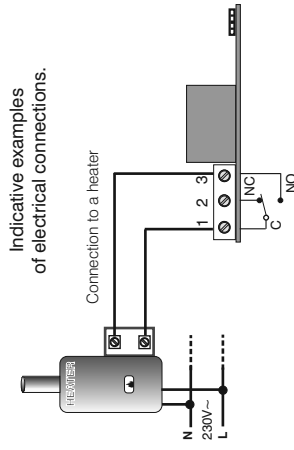 Indicative examples
of electrical connections.
Connection to a heater
HEATER
1 2 3
NC
C
NO
N
230V~
L